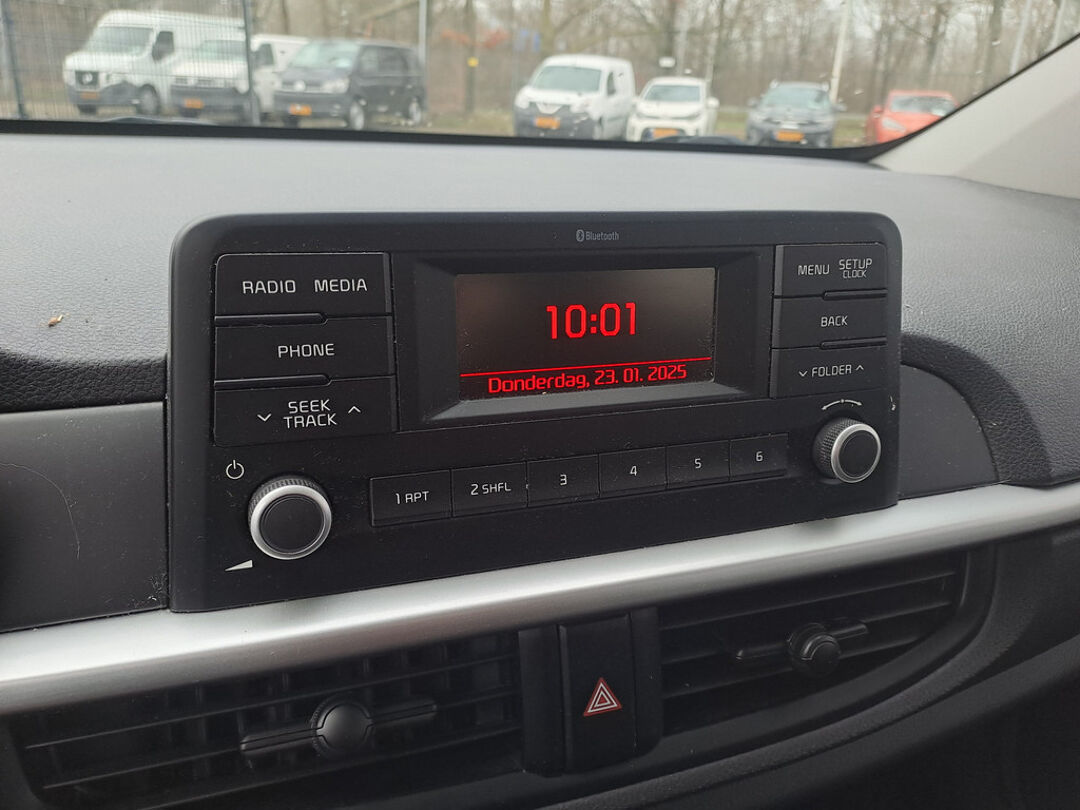 Bluetooth
RADIO MEDIA
PHONE
SEEK
TRACK
10:01
Donderdag, 23. 01. 2025
MENU SETUP
CLOCK
BACK
FOLDER
1 RPT 2 SHFL 3 4 5 6